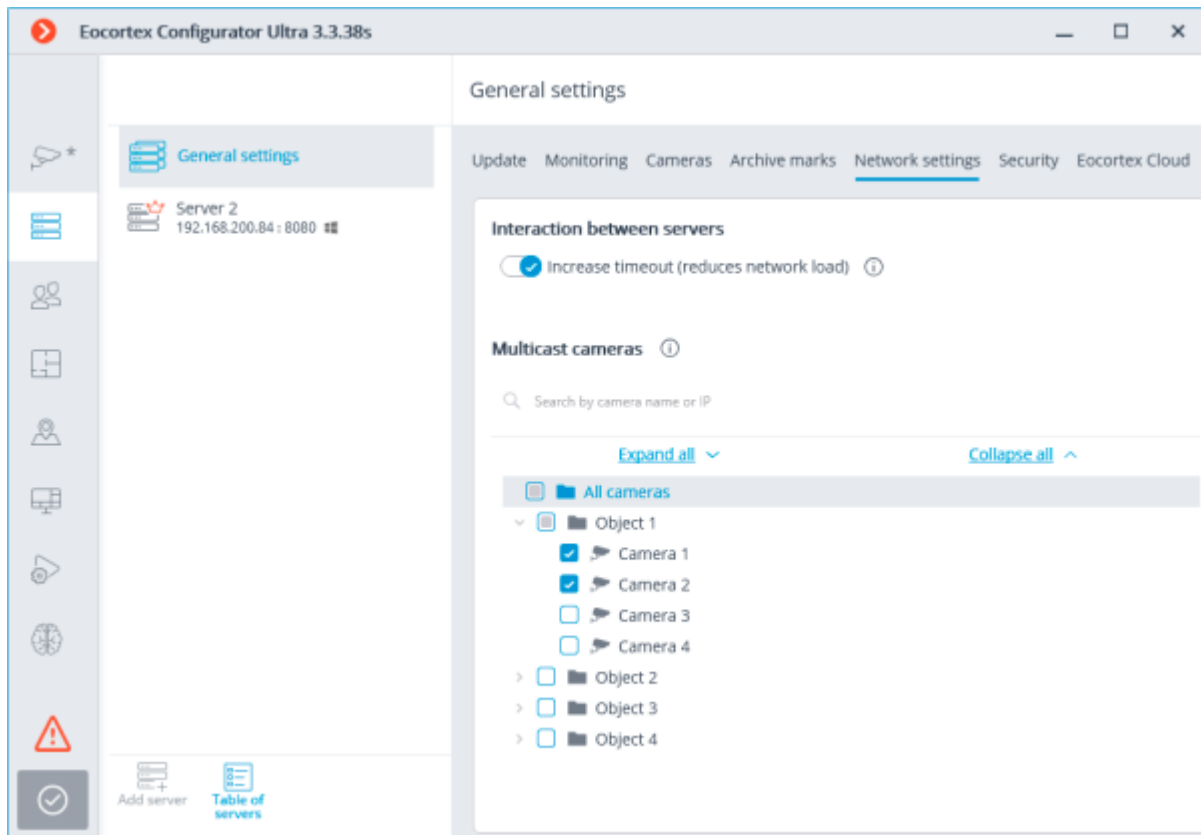 Eocortex Configurator Ultra 3.3.38s
General settings
*
General settings
Server 2
192.168.200.84 : 8080
Update Monitoring Cameras Archive marks Network settings Security Eocortex Cloud
Interaction between servers
Increase timeout (reduces network load)
Multicast cameras
Search by camera name or IP
Expand all Collapse all
All cameras
Object 1
Camera 1
Camera 2
Camera 3
Camera 4
Object 2
Object 3
Object 4
Add server
Table of
servers